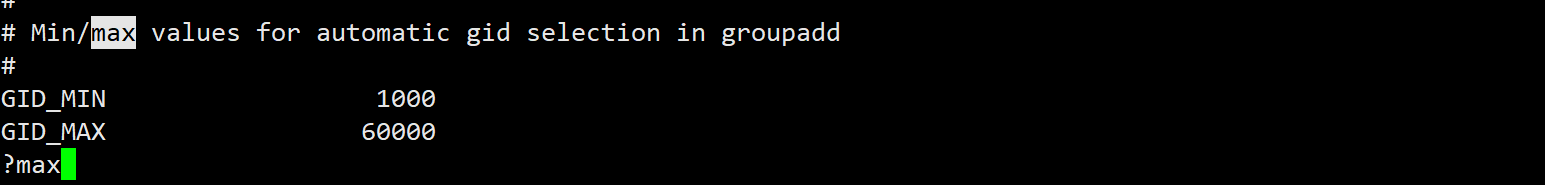 #
# Min/max values for automatic gid selection in groupadd
#
GID_MIN                  1000
GID_MAX                 60000
?max